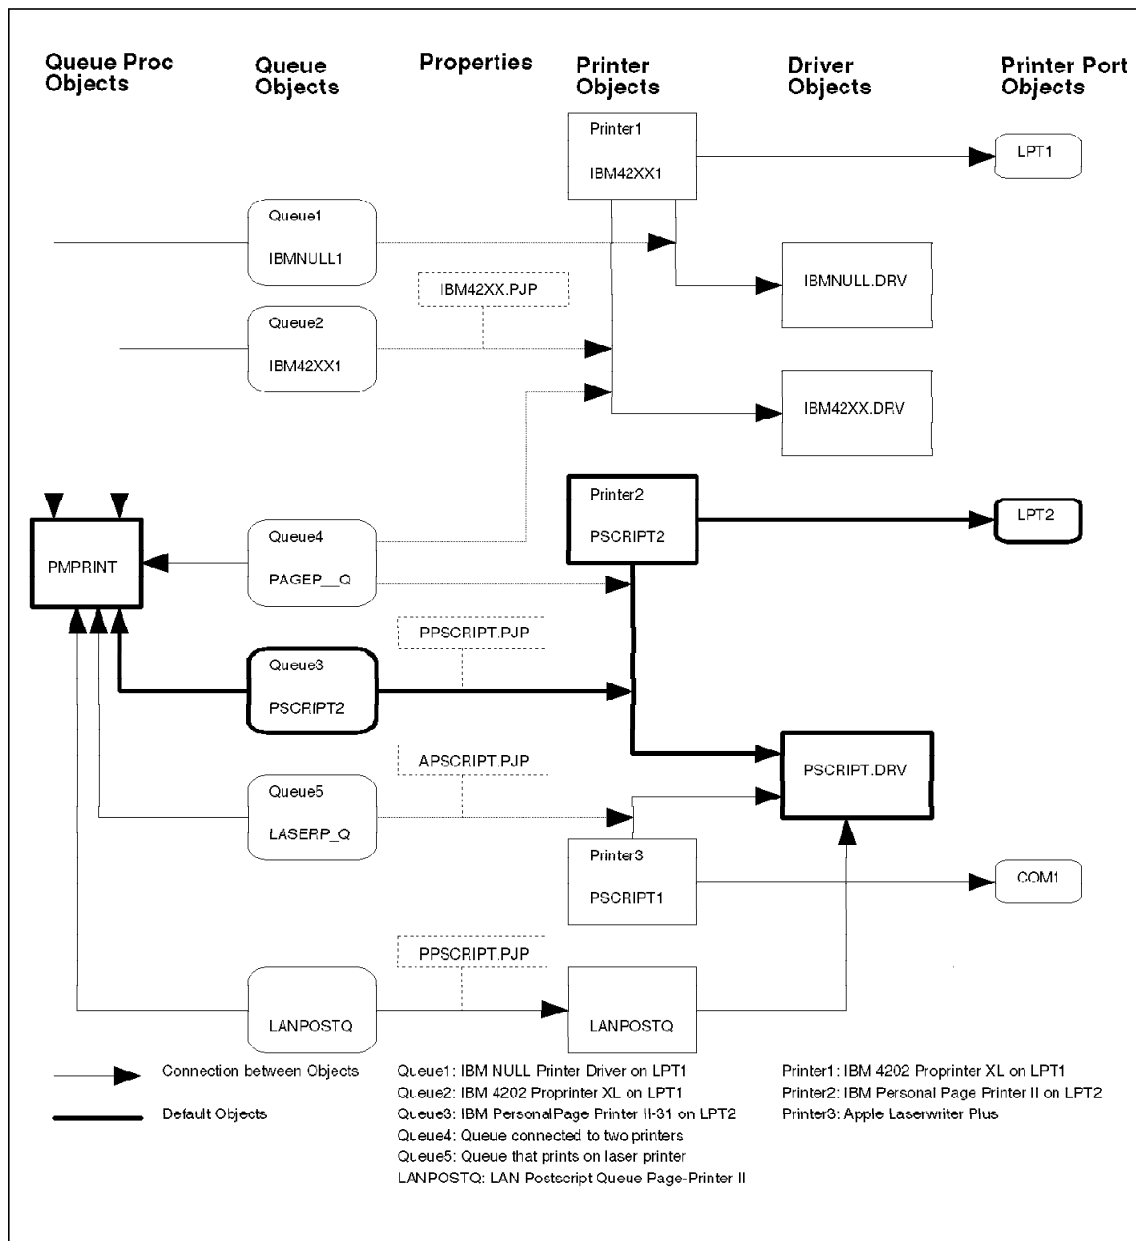 Queue Proc
Objects
Queue
Objects
Properties
Printer
Objects
Driver
Objects
Printer Port
Objects
Printer1
IBM42XX1
LPT1
Queue1
IBMNULL1
IBMNULL.DRV
IBM42XX.PJP
Queue2
IBM42XX1
IBM42XX.DRV
Printer2
PSCRIPT2
LPT2
PMPRINT
Queue4
PAGEP__Q
PPSCRIPT.PJP
Queue3
PSCRIPT2
APSCRIPT.PJP
PSCRIPT.DRV
Queue5
LASERP_Q
Printer3
PSCRIPT1
COM1
PPSCRIPT.PJP
LANPOSTQ
LANPOSTQ
Connection between Objects
Default Objects
Queue1: IBM NULL Printer Driver on LPT1
Queue2: IBM 4202 Proprinter XL on LPT1
Queue3: IBM PersonalPage Printer II-31 on LPT2
Queue4: Queue connected to two printers
Queue5: Queue that prints on laser printer
LANPOSTQ: LAN Postscript Queue Page-Printer II
Printer1: IBM 4202 Proprinter XL on LPT1
Printer2: IBM Personal Page Printer II on LPT2
Printer3: Apple Laserwriter Plus